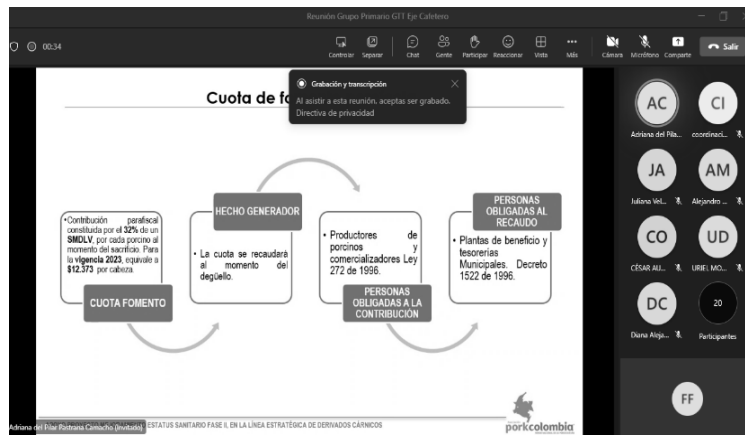 Reunión Grupo Primario GTT Eje Cafetero
00:34
Controlar Separar Chat Gente Participar Reaccionar Vista Más Cámara Micrófono Comparte Salir
Grabación y transcripción
Al asistir a esta reunión, aceptas ser grabado.
Directiva de privacidad
Cuota de fo
•Contribución parafiscal
constituida por el 32% de un
SMDLV, por cada porcino al
momento del sacrificio. Para
la vigencia 2023, equivale a
$12.373 por cabeza.
CUOTA FOMENTO
HECHO GENERADOR
• La cuota se recaudará
al momento del
degüello.
• Productores de
porcinos y
comercializadores Ley
272 de 1996.
PERSONAS
OBLIGADAS A LA
CONTRIBUCIÓN
PERSONAS
OBLIGADAS AL
RECAUDO
• Plantas de beneficio y
tesorerias
Municipales. Decreto
1522 de 1996.
AC CI
Adriana del Pila... coordinaci...
JA AM
Juliana Vel... Alejandro ...
CO UD
CÉSAR AU... URIEL MO...
DC 20
Diana Aleja... Participantes
FF
Adriana del Pilar Pastrana Camacho (Invitado)
ESTATUS SANITARIO FASE II, EN LA LÍNEA ESTRATÉGICA DE DERIVADOS CÁRNICOS
porkcolombia